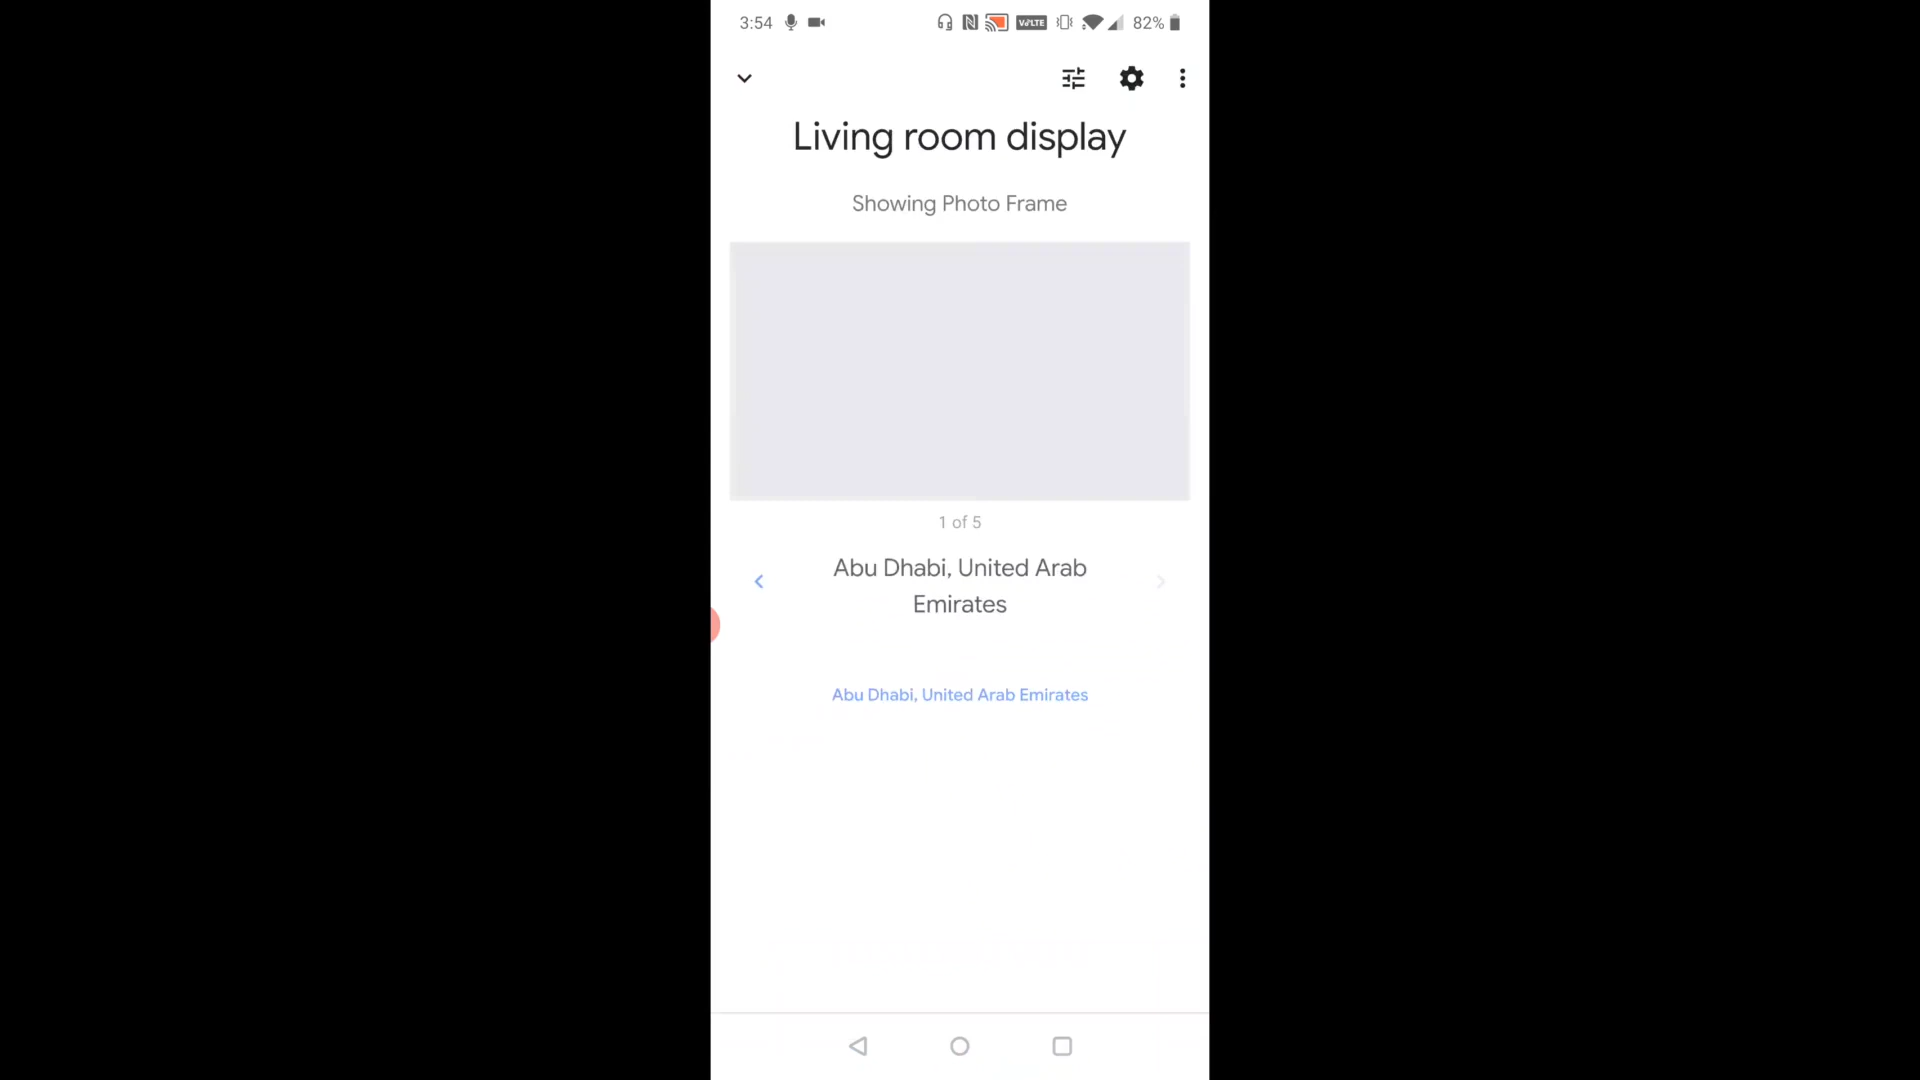 3:54 VoLTE 82%
Living room display
Showing Photo Frame
1 of 5
Abu Dhabi, United Arab
Emirates
Abu Dhabi, United Arab Emirates